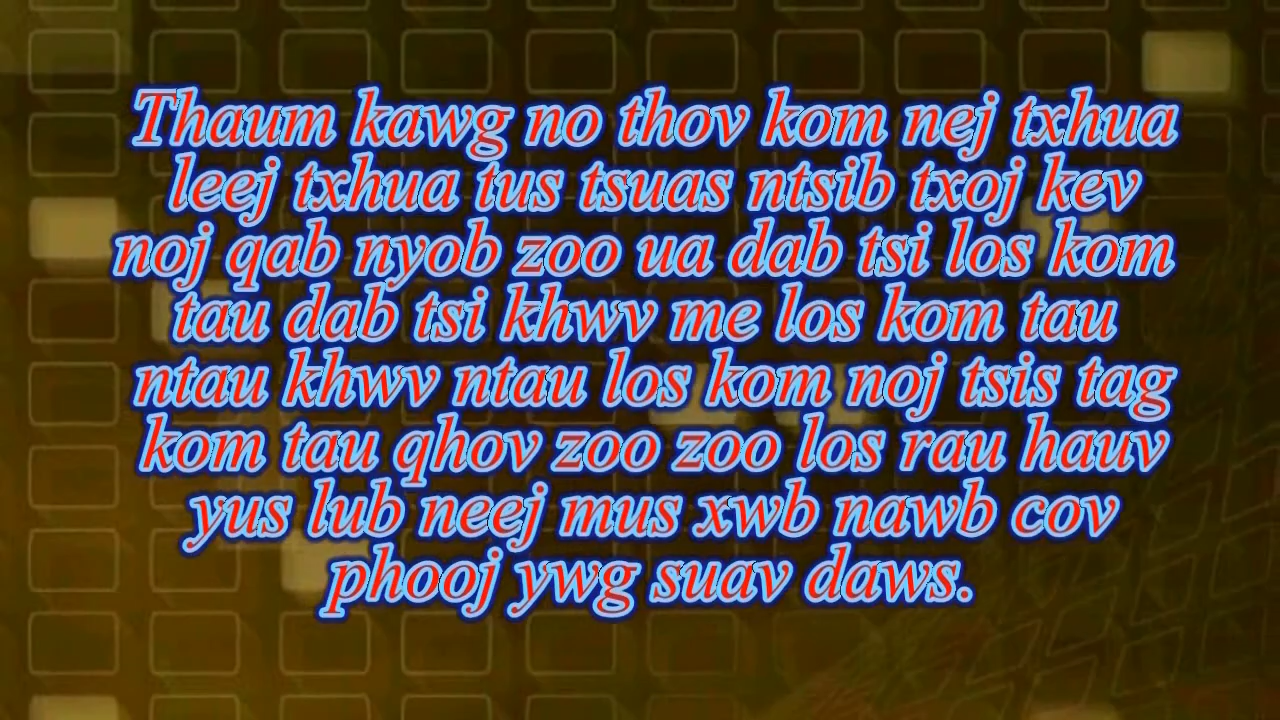 Thaum kawg no thov kom nej txhua
leej txhua tus tsuas ntsib txoj kev
noj qab nyob zoo ua dab tsi los kom
tau dab tsi khwv me los kom tau
ntau khwv ntau los kom noj tsis tag
kom tau qhov zoo zoo los rau hauv
yus lub neej mus xwb nawb cov
phooj ywg suav daws.